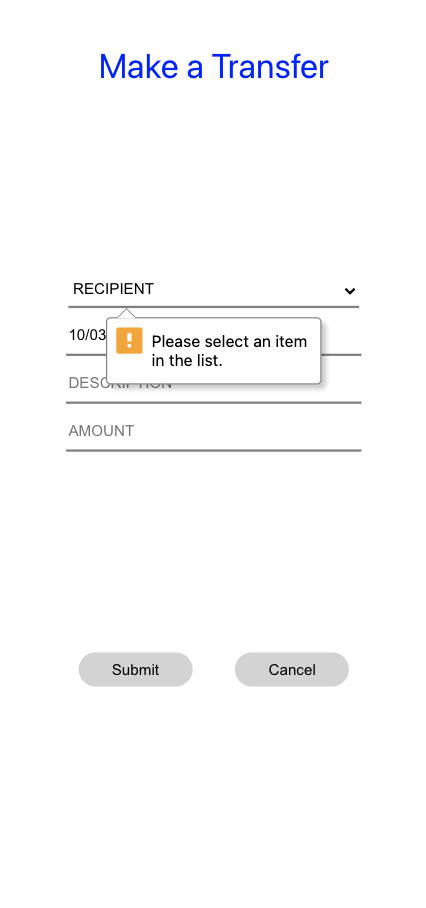 Make a Transfer
RECIPIENT
10/03
Please select an item
in the list.
DESCRIPTION
AMOUNT
Submit
Cancel